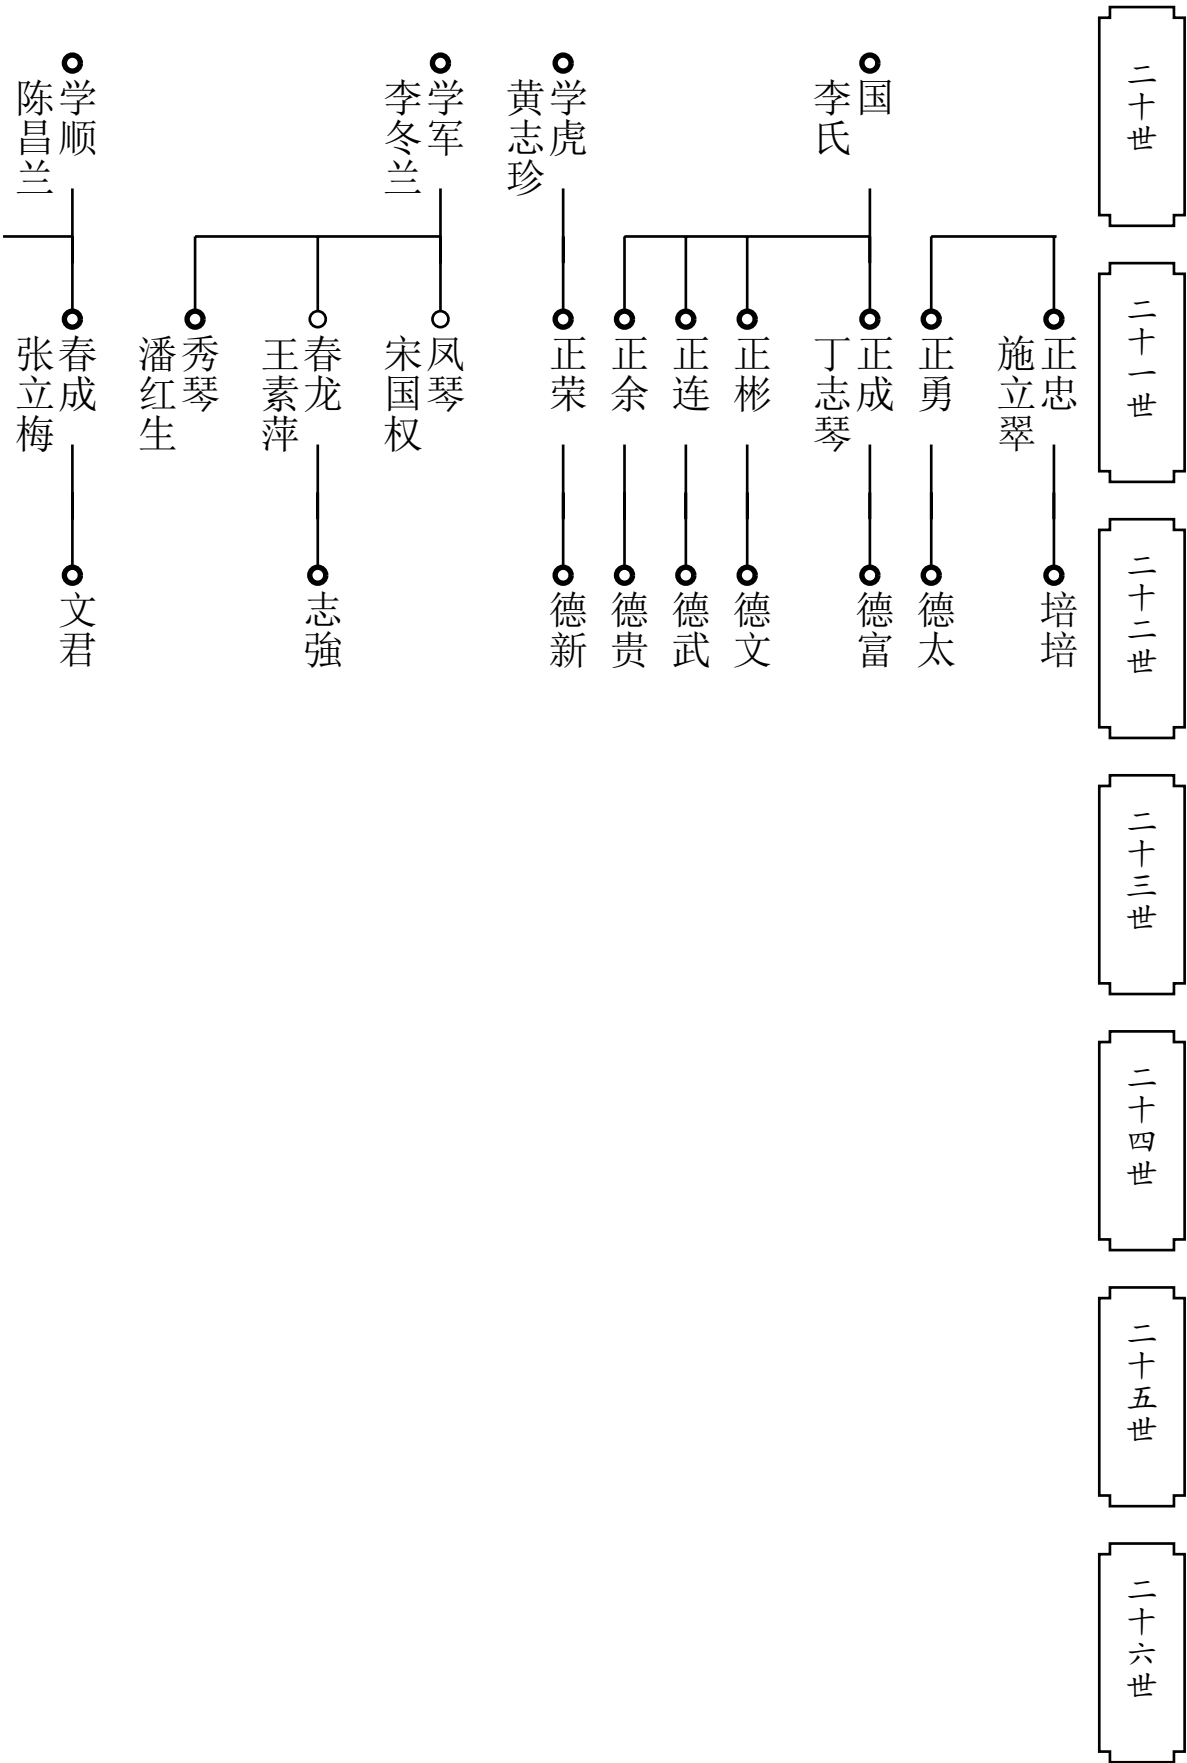 二十世
二十一世
二十二世
二十三世
二十四世
二十五世
二十六世
国
李氏
学虎
黄志珍
学军
李冬兰
学顺
陈昌兰
正忠
施立翠
正勇
正成
丁志琴
正彬
正连
正余
正荣
凤琴
宋国权
春龙
王素萍
秀琴
潘红生
春成
张立梅
培培
德太
德富
德文
德武
德贵
德新
志強
文君